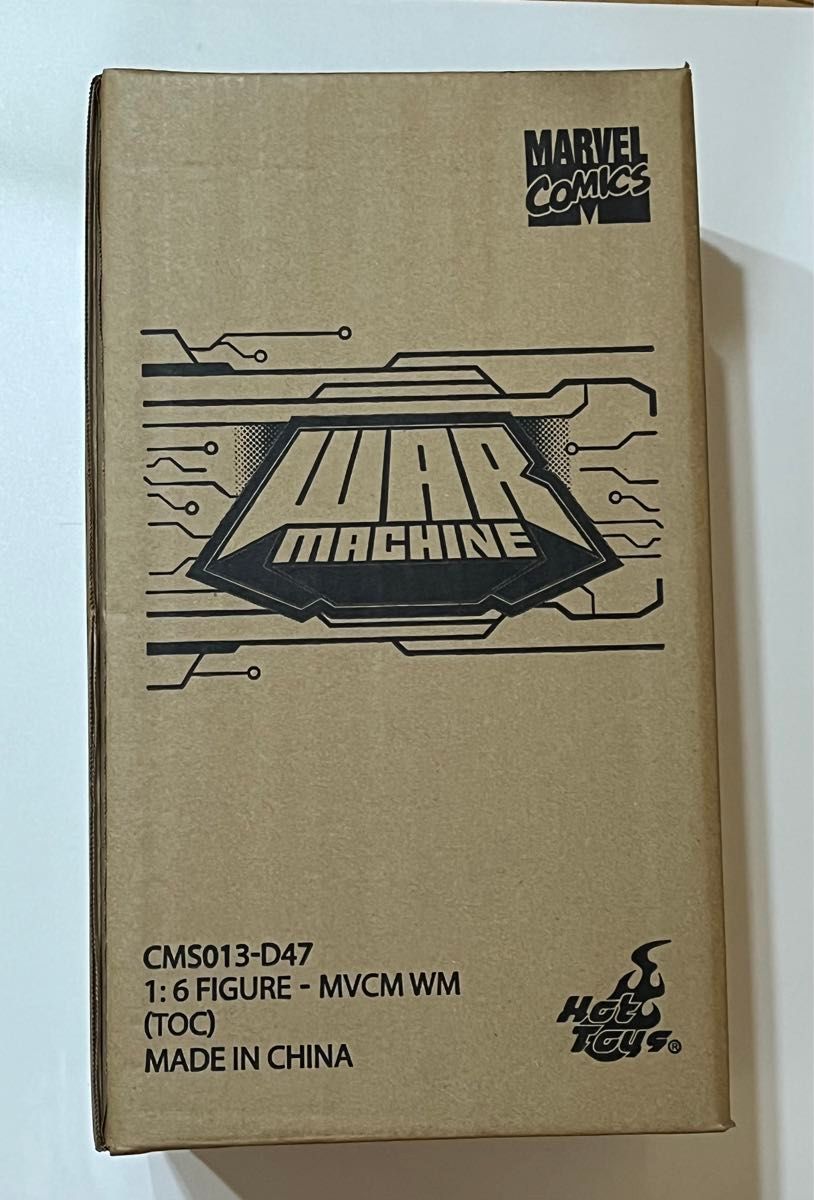 MARVEL
COMICS
WAR
MACHINE
CMS013-D47
1: 6 FIGURE - MVCM WM
(TOC)
MADE IN CHINA
Hot
Toys®